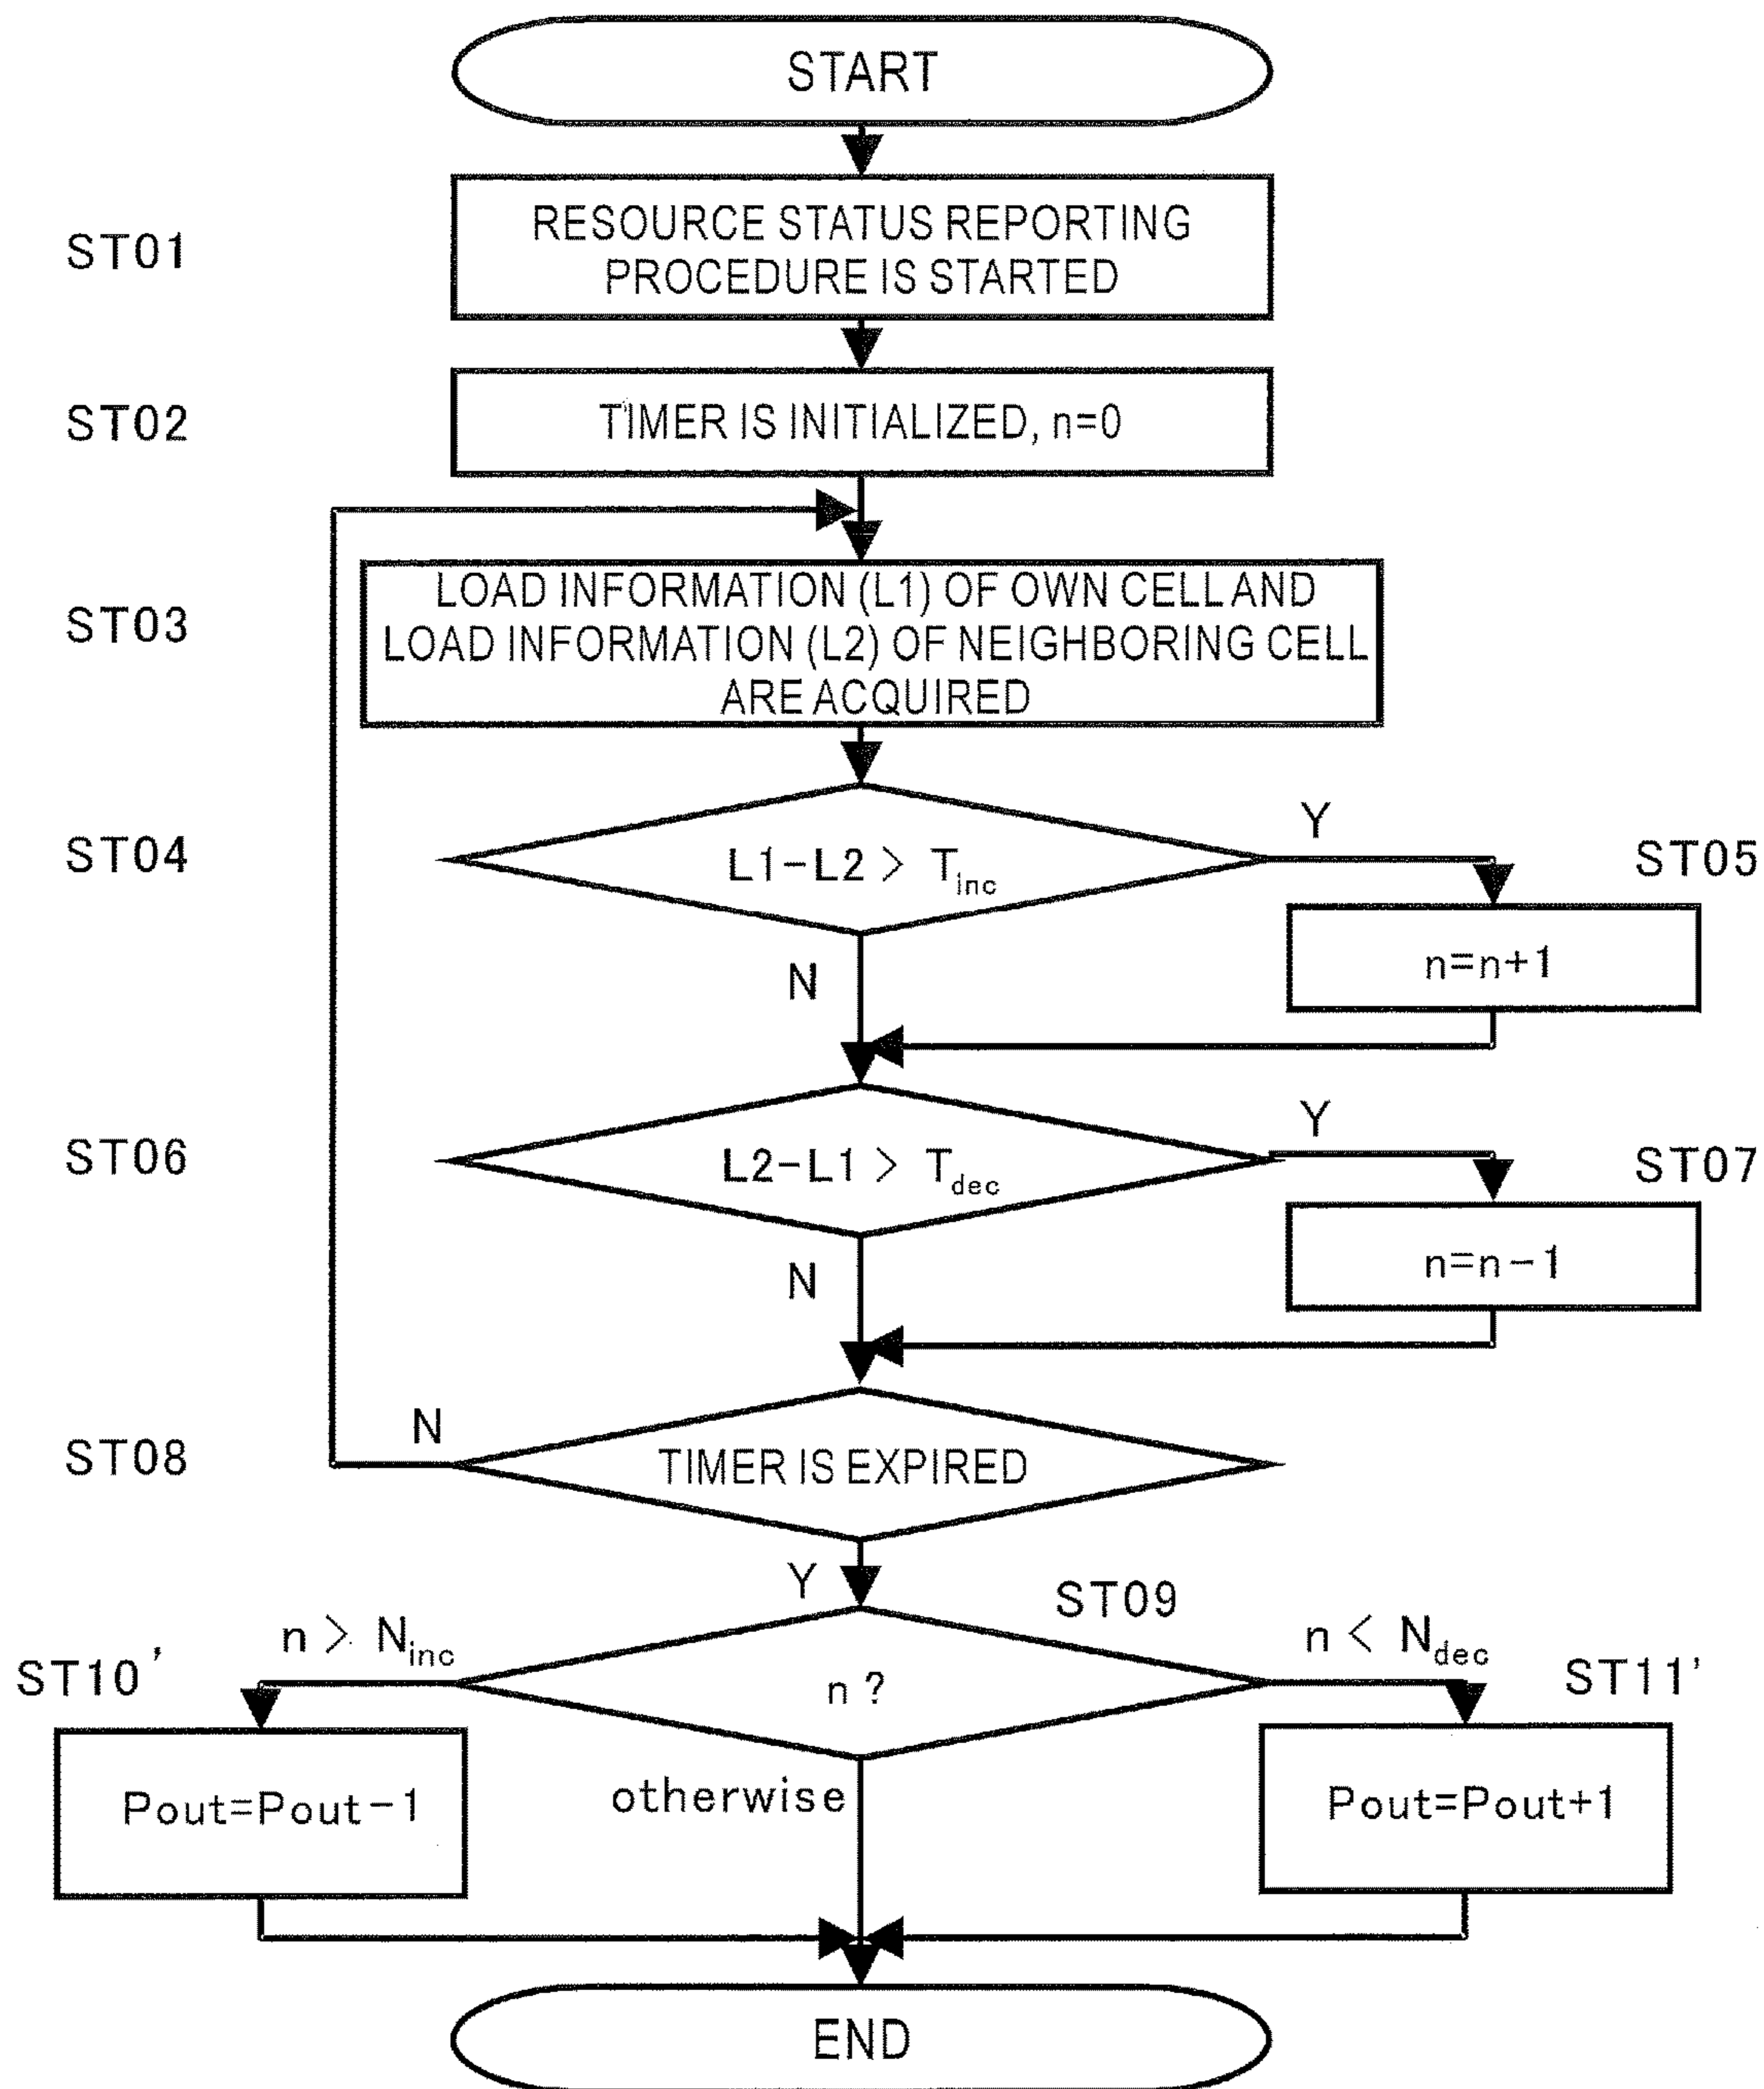 START
ST01
RESOURCE STATUS REPORTING
PROCEDURE IS STARTED
ST02
TIMER IS INITIALIZED, n=0
ST03
LOAD INFORMATION (L1) OF OWN CELL AND
LOAD INFORMATION (L2) OF NEIGHBORING CELL
ARE ACQUIRED
ST04
L1-L2 > Tinc
Y
ST05
n=n+1
N
ST06
L2-L1 > Tdec
Y
ST07
n=n-1
N
ST08
N
TIMER IS EXPIRED
Y
ST09
n > Ninc
n < Ndec
ST10'
n ?
ST11'
Pout=Pout-1
otherwise
Pout=Pout+1
END